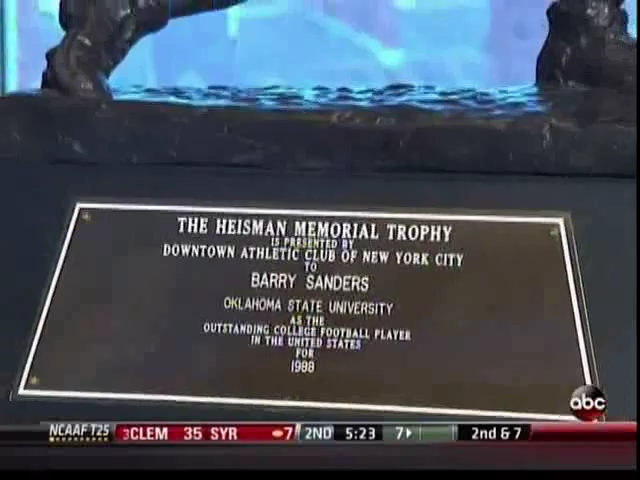 THE HEISMAN MEMORIAL TROPHY
IS PRESENTED BY
DOWNTOWN ATHLETIC CLUB OF NEW YORK CITY
TO
BARRY SANDERS
OKLAHOMA STATE UNIVERSITY
AS THE
OUTSTANDING COLLEGE FOOTBALL PLAYER
IN THE UNITED STATES
FOR
1988
abc
NCAAF T25 3CLEM 35 SYR 7 2ND 5:23 7 2nd & 7